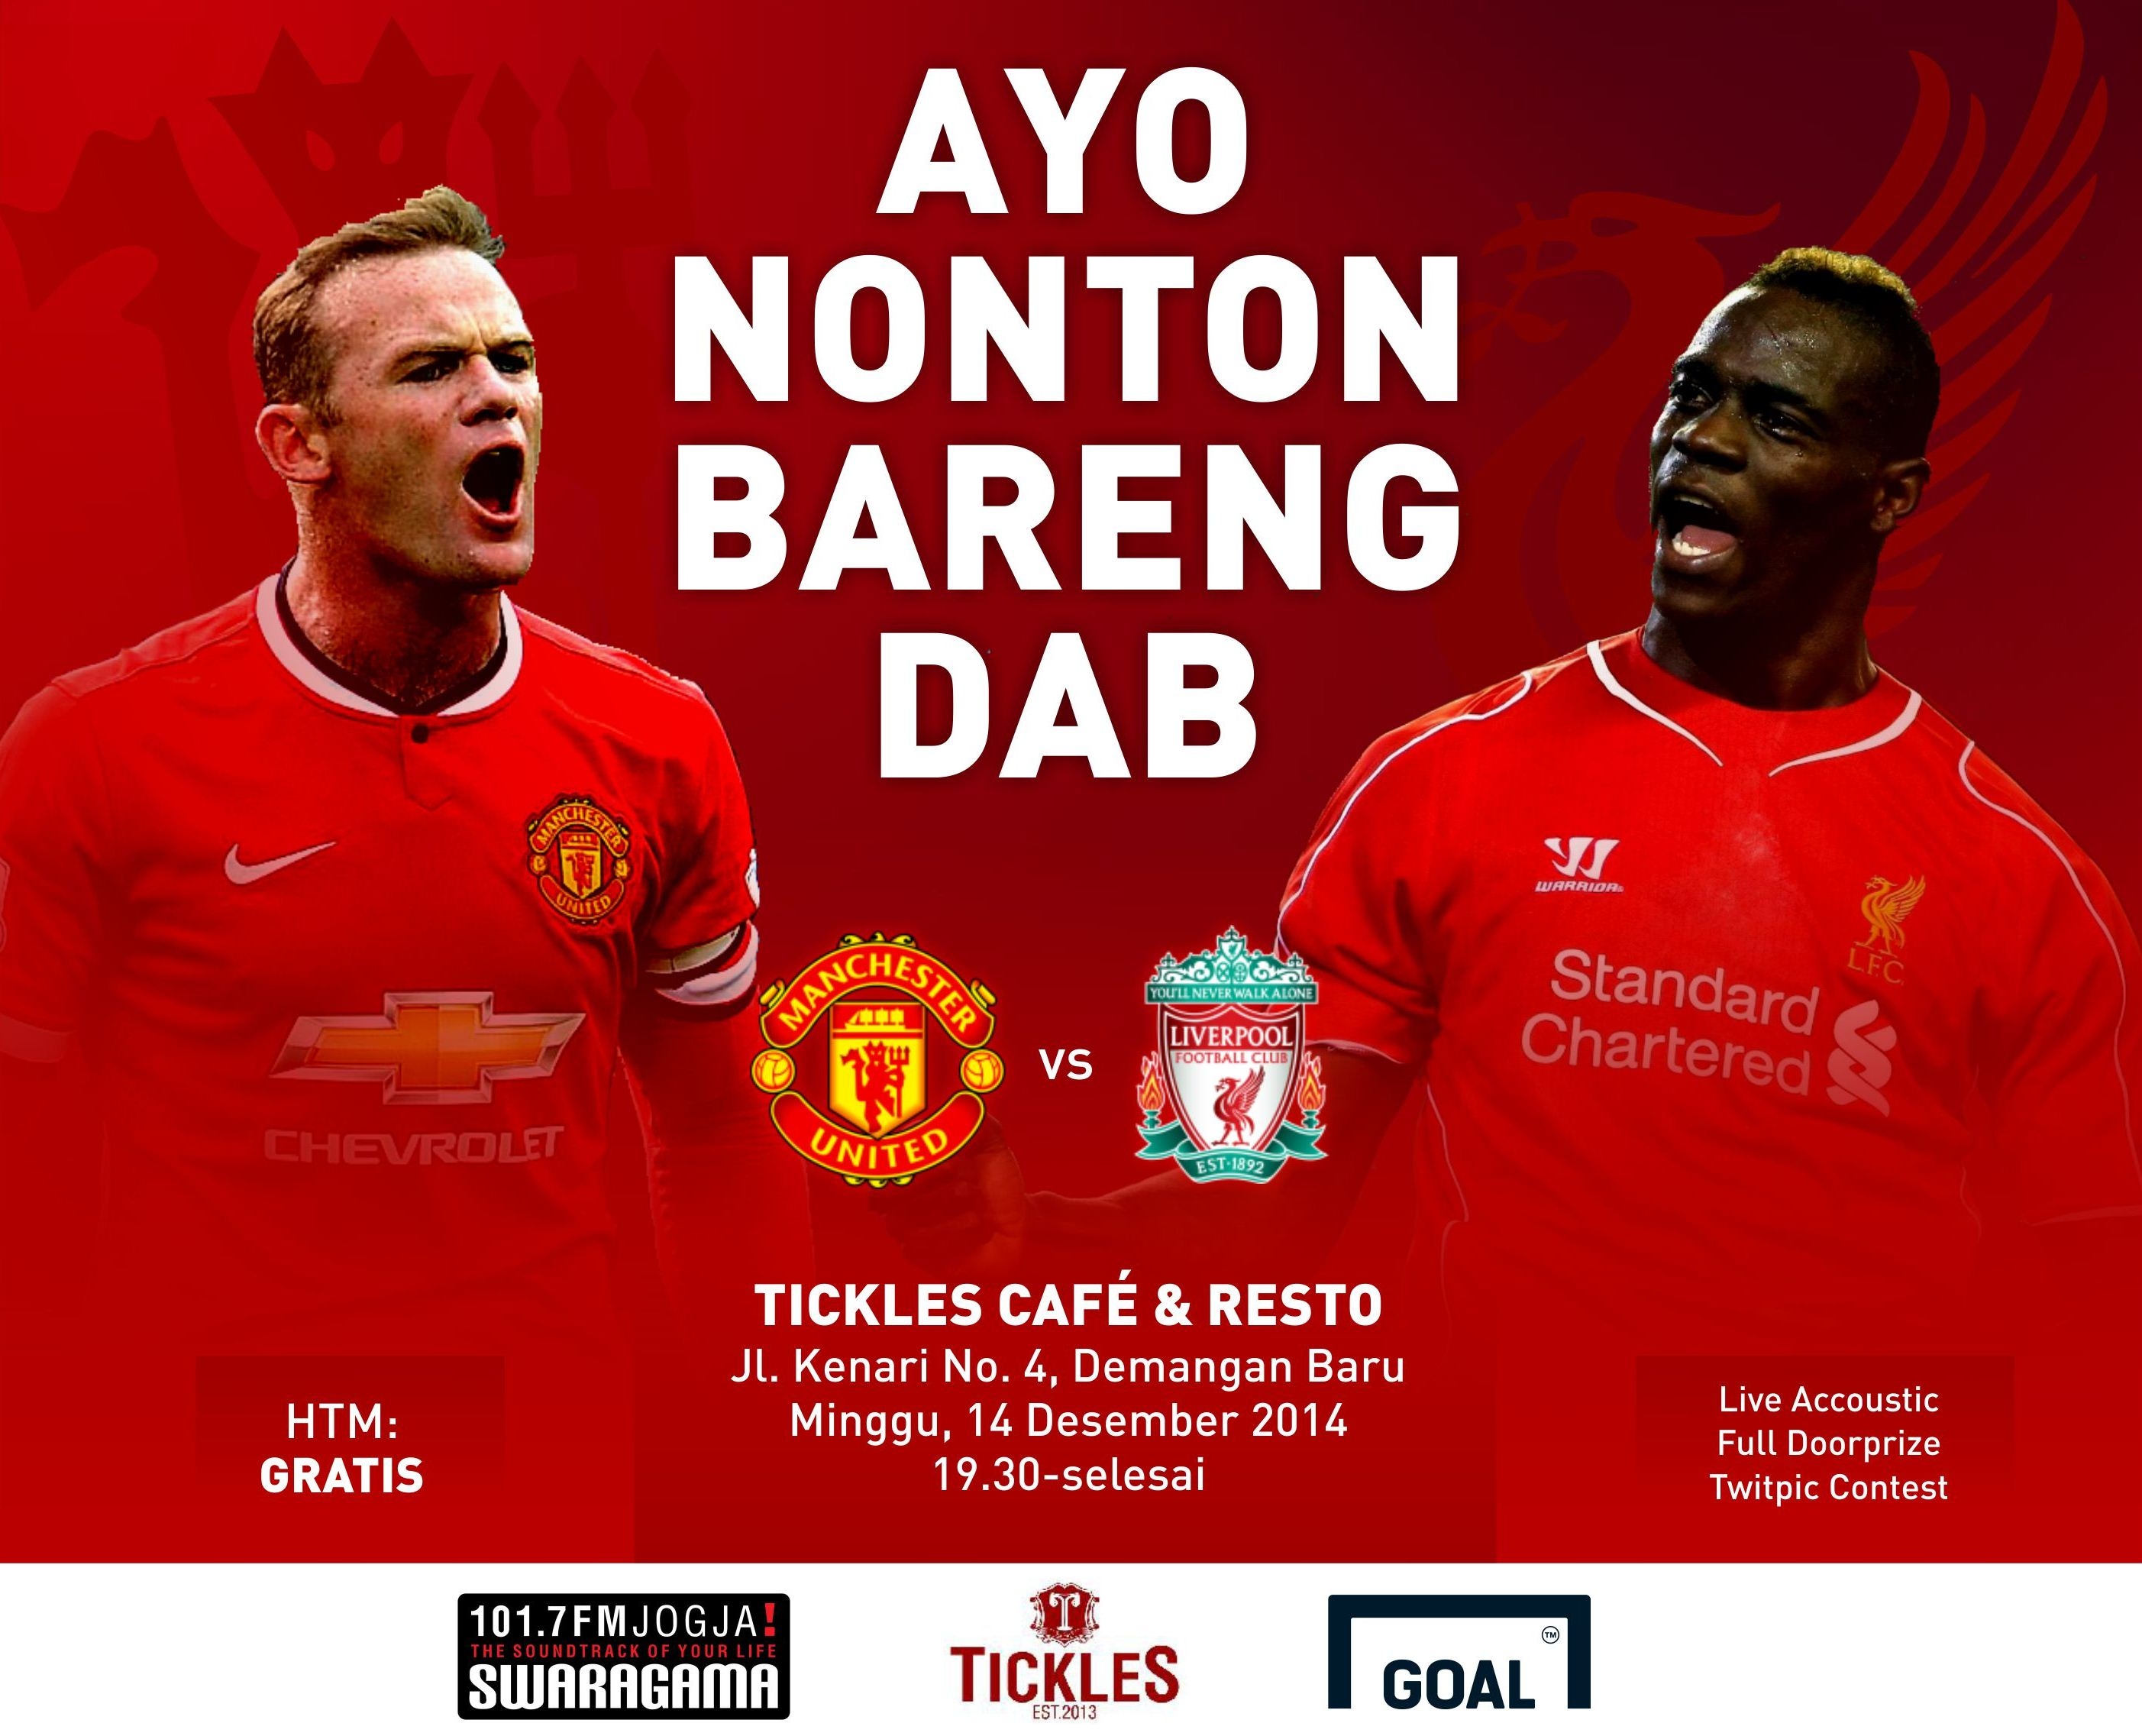 AYO
NONTON
BARENG
DAB
MANCHESTER
UNITED
CHEVROLET
WARRIOR
L.F.C.
Standard
Chartered
MANCHESTER
UNITED
VS
YOU'LL NEVER WALK ALONE
LIVERPOOL
FOOTBALL CLUB
EST·1892
TICKLES CAFÉ & RESTO
Jl. Kenari No. 4, Demangan Baru
Minggu, 14 Desember 2014
19.30-selesai
HTM:
GRATIS
Live Accoustic
Full Doorprize
Twitpic Contest
101.7FMJOGJA!
THE SOUNDTRACK OF YOUR LIFE
SWARAGAMA
T
TICKLES
EST.2013
GOAL
TM